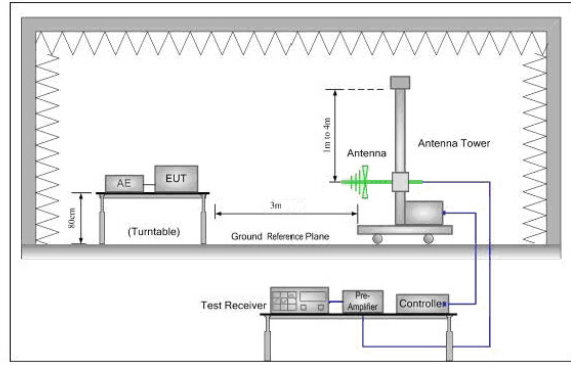 1m to 4m
Antenna
Antenna Tower
AE
EUT
3m
80cm
(Turntable)
Ground Reference Plane
Test Receiver
Pre-
Amplifier
Controller